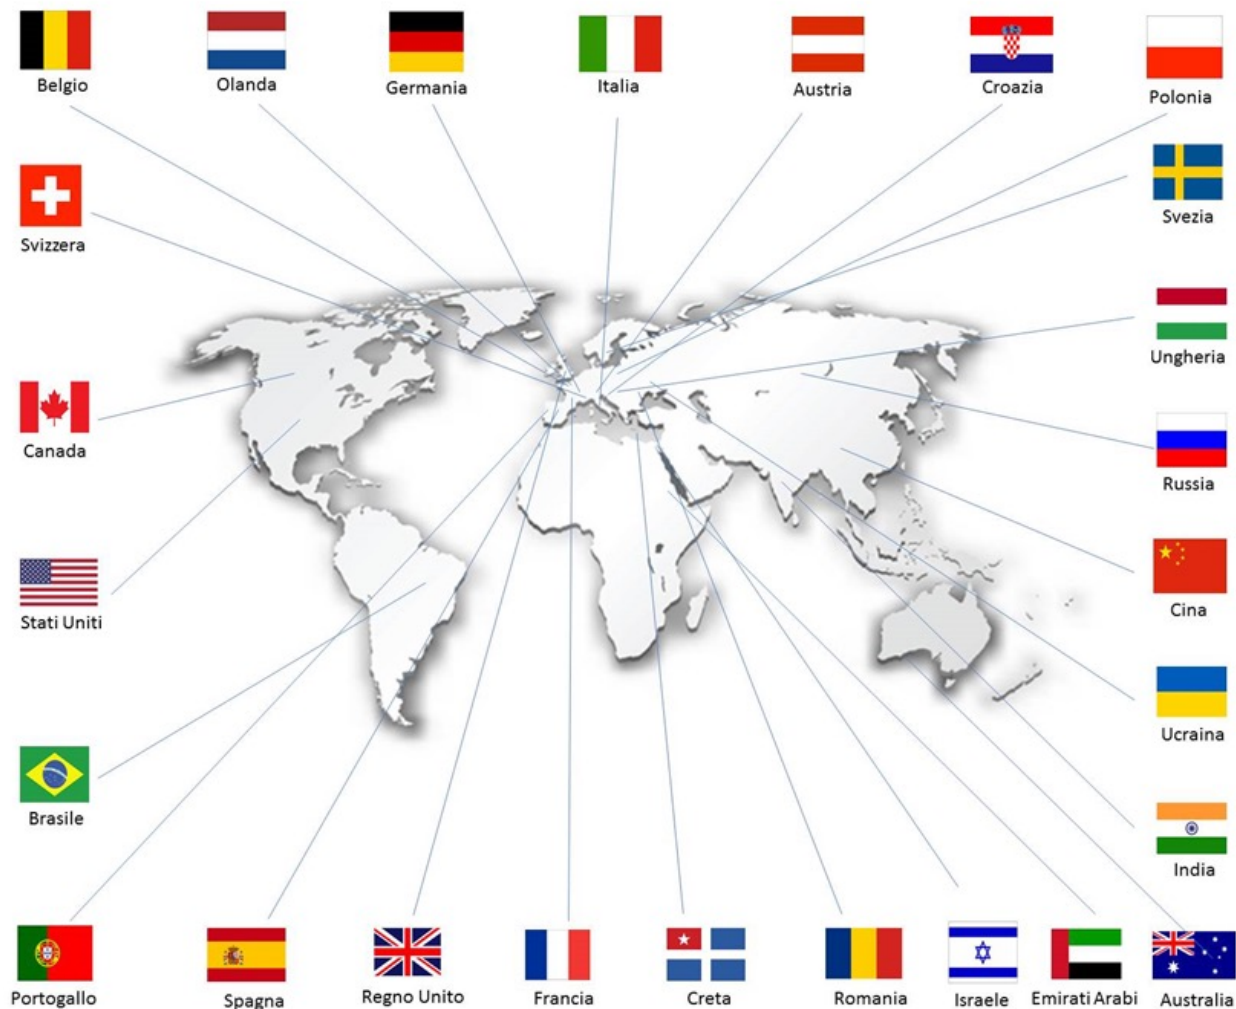 Belgio
Olanda
Germania
Italia
Austria
Croazia
Polonia
Svizzera
Svezia
Ungheria
Canada
Russia
Stati Uniti
Cina
Ucraina
Brasile
India
Portogallo
Spagna
Regno Unito
Francia
Creta
Romania
Israele
Emirati Arabi
Australia